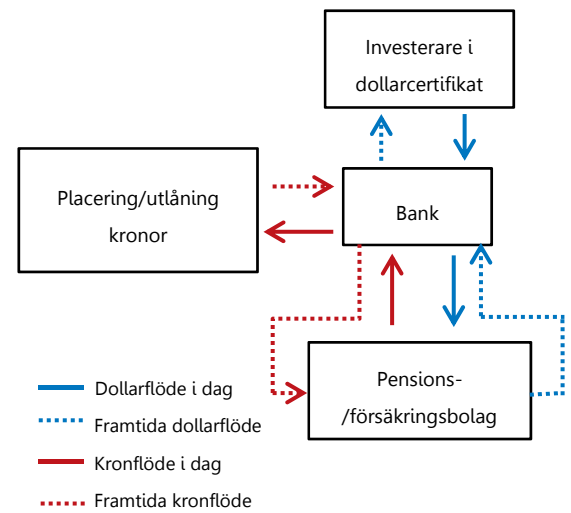 Investerare i
dollarcertifikat
Placering/utlåning
kronor
Bank
Pensions-
/försäkringsbolag
Dollarflöde i dag
Framtida dollarflöde
Kronflöde i dag
Framtida kronflöde